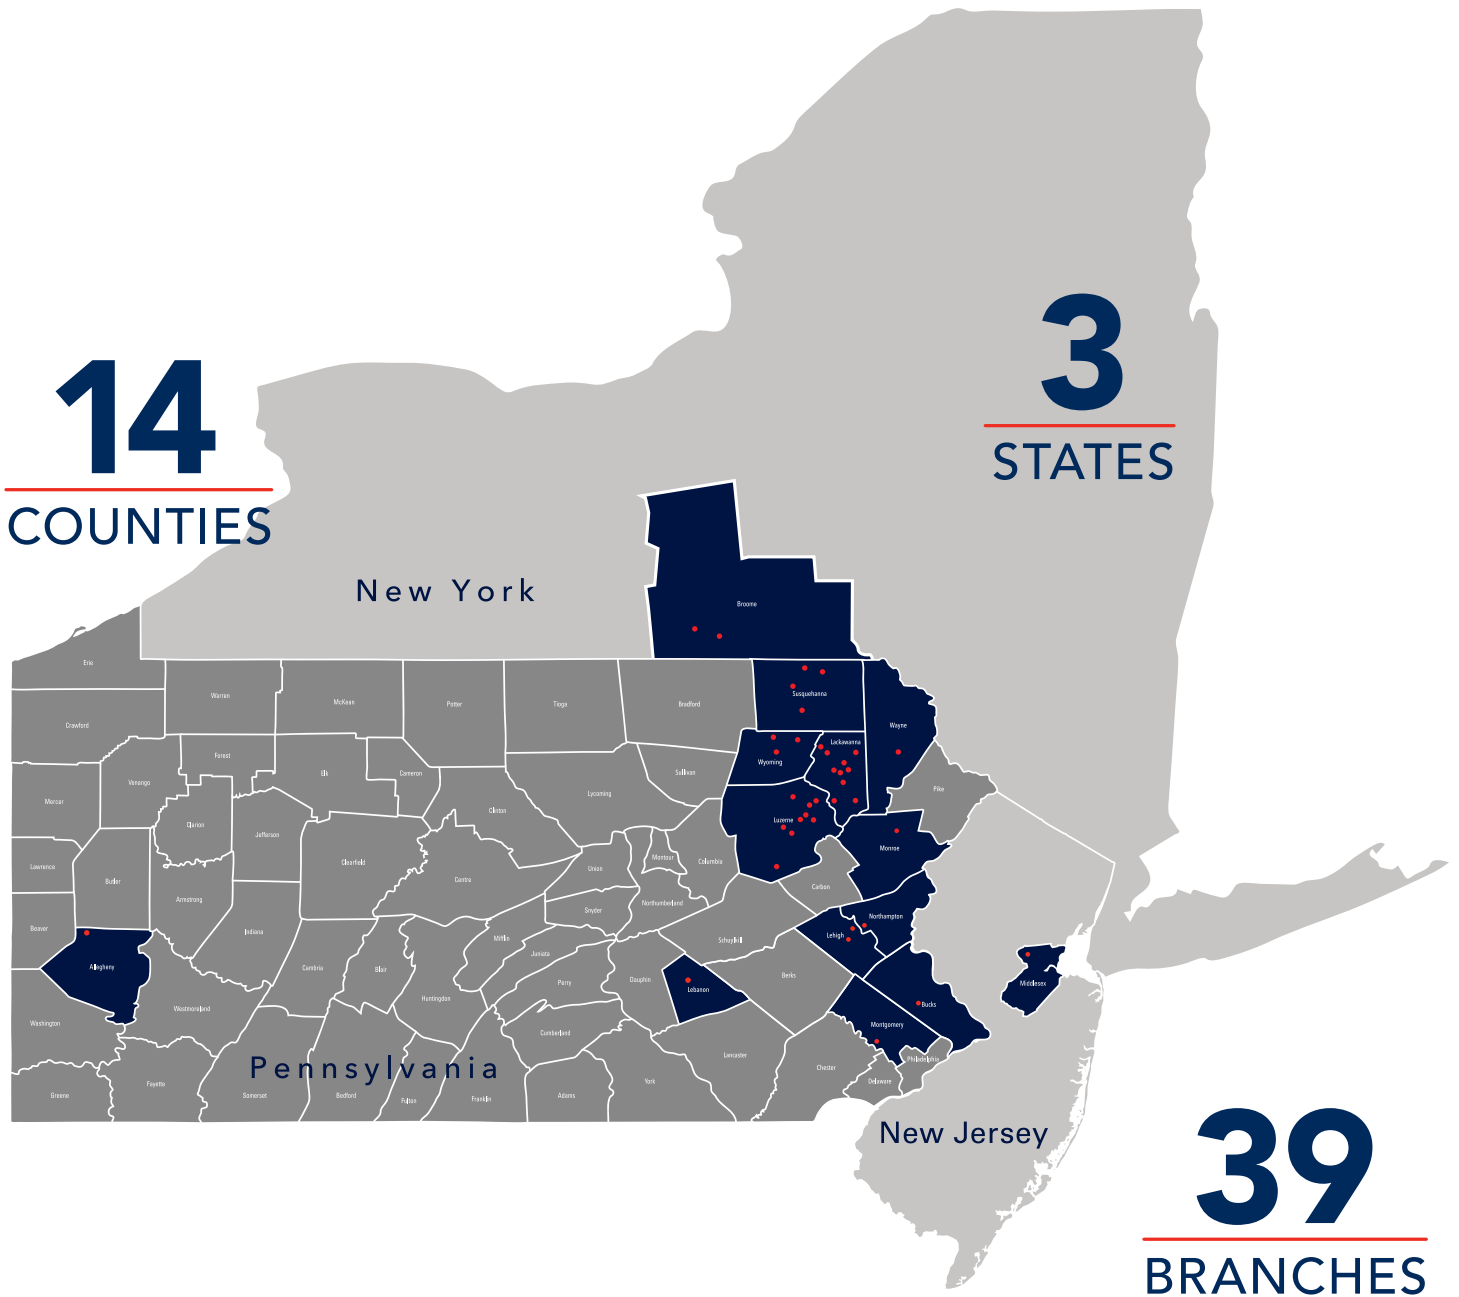 3
STATES
14
COUNTIES
New York
Broome
Erie
Warren
McKean
Potter
Tioga
Bradford
Susquehanna
Wayne
Crawford
Forest
Elk
Cameron
Sullivan
Wyoming
Lackawanna
Pike
Venango
Mercer
Clarion
Jefferson
Clinton
Lycoming
Luzerne
Monroe
Lawrence
Butler
Armstrong
Clearfield
Centre
Union
Montour
Columbia
Carbon
Snyder
Northumberland
Northampton
Beaver
Indiana
Mifflin
Juniata
Schuylkill
Lehigh
Allegheny
Cambria
Blair
Huntingdon
Perry
Dauphin
Lebanon
Berks
Middlesex
Bucks
Washington
Westmoreland
Cumberland
Montgomery
Pennsylvania
Lancaster
Philadelphia
Chester
Delaware
Greene
Fayette
Somerset
Bedford
Fulton
Franklin
Adams
York
New Jersey
39
BRANCHES